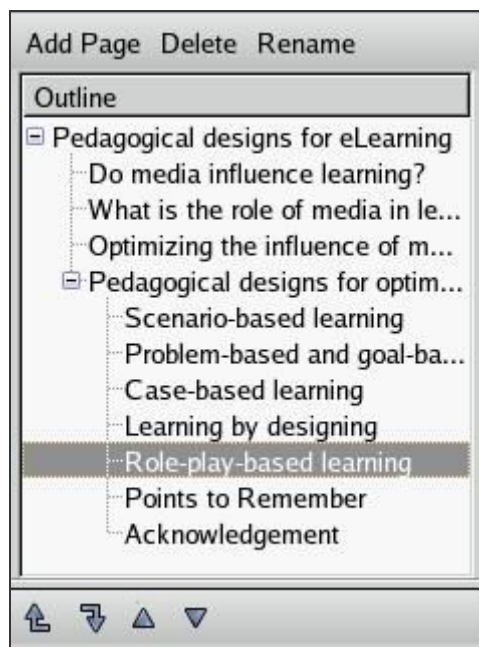 Add Page Delete Rename
Outline
Pedagogical designs for eLearning
Do media influence learning?
What is the role of media in le...
Optimizing the influence of m...
Pedagogical designs for optim...
Scenario-based learning
Problem-based and goal-ba...
Case-based learning
Learning by designing
Role-play-based learning
Points to Remember
Acknowledgement